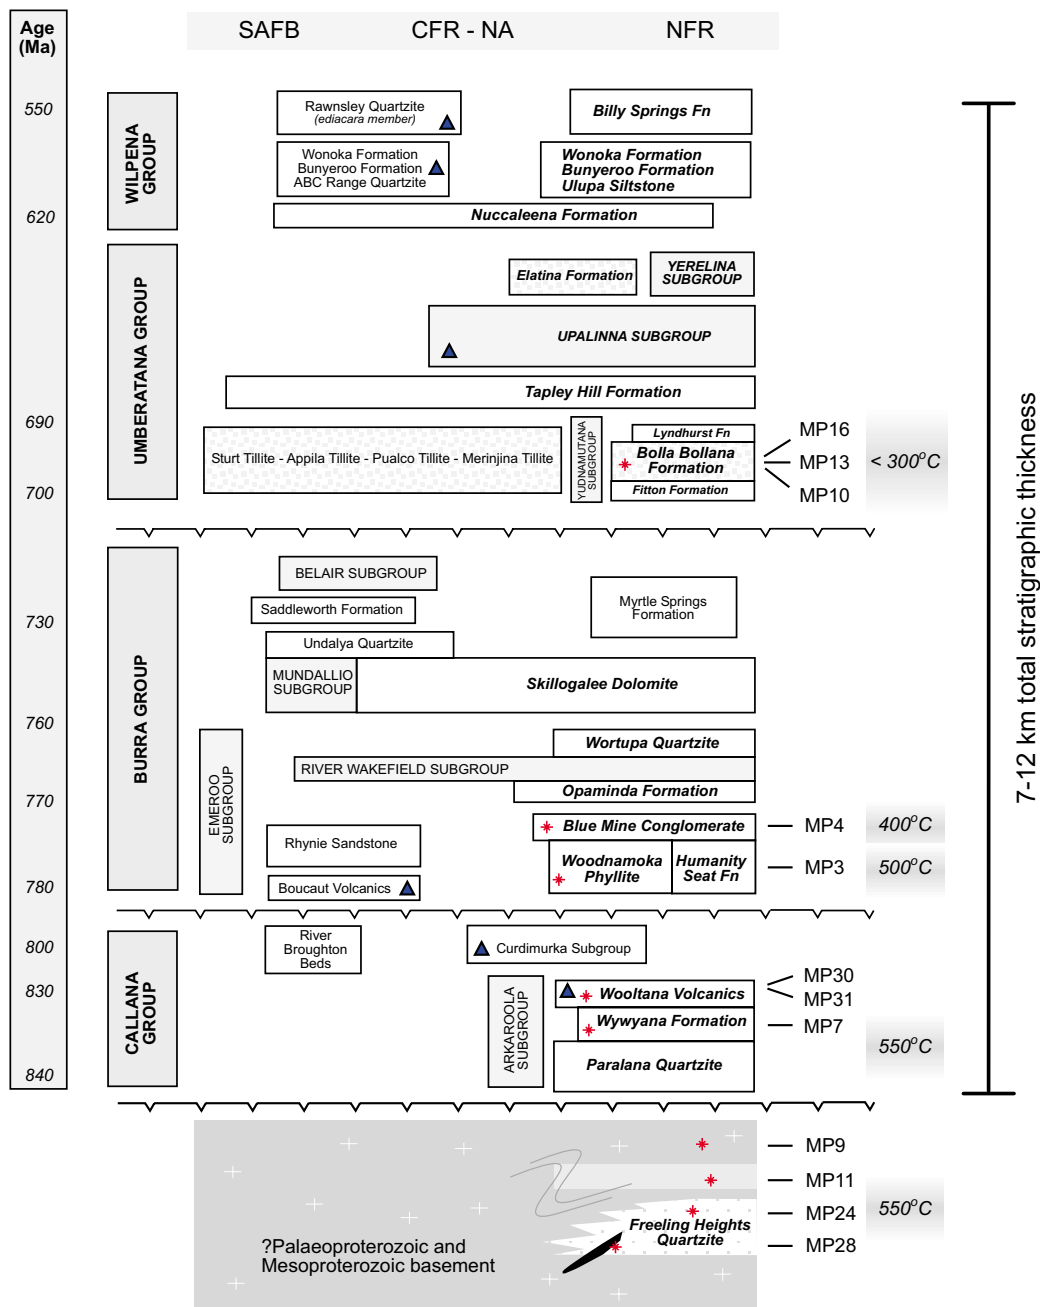 Age
(Ma)
SAFB
CFR - NA
NFR
550
620
690
700
730
760
770
780
800
830
840
WILPENA
GROUP
Rawnsley Quartzite
(ediacara member)
Billy Springs Fn
Wonoka Formation
Bunyeroo Formation
ABC Range Quartzite
Wonoka Formation
Bunyeroo Formation
Ulupa Siltstone
Nuccaleena Formation
UMBERATANA GROUP
Elatina Formation
YERELINA
SUBGROUP
UPALINNA SUBGROUP
Tapley Hill Formation
Sturt Tillite - Appila Tillite - Pualco Tillite - Merinjina Tillite
YUDNAMUTANA
SUBGROUP
Lyndhurst Fn
Bolla Bollana
Formation
Fitton Formation
MP16
MP13
MP10
< 300°C
BURRA GROUP
BELAIR SUBGROUP
Saddleworth Formation
Undalya Quartzite
MUNDALLIO
SUBGROUP
Skillogalee Dolomite
Myrtle Springs
Formation
EMEROO
SUBGROUP
Wortupa Quartzite
RIVER WAKEFIELD SUBGROUP
Opaminda Formation
Rhynie Sandstone
Boucaut Volcanics
Blue Mine Conglomerate
Woodnamoka
Phyllite
Humanity
Seat Fn
MP4
400°C
MP3
500°C
CALLANA
GROUP
River
Broughton
Beds
Curdimurka Subgroup
ARKAROOLA
SUBGROUP
Wooltana Volcanics
Wywyana Formation
Paralana Quartzite
MP30
MP31
MP7
550°C
?Palaeoproterozoic and
Mesoproterozoic basement
Freeling Heights
Quartzite
MP9
MP11
MP24
MP28
550°C
7-12 km total stratigraphic thickness